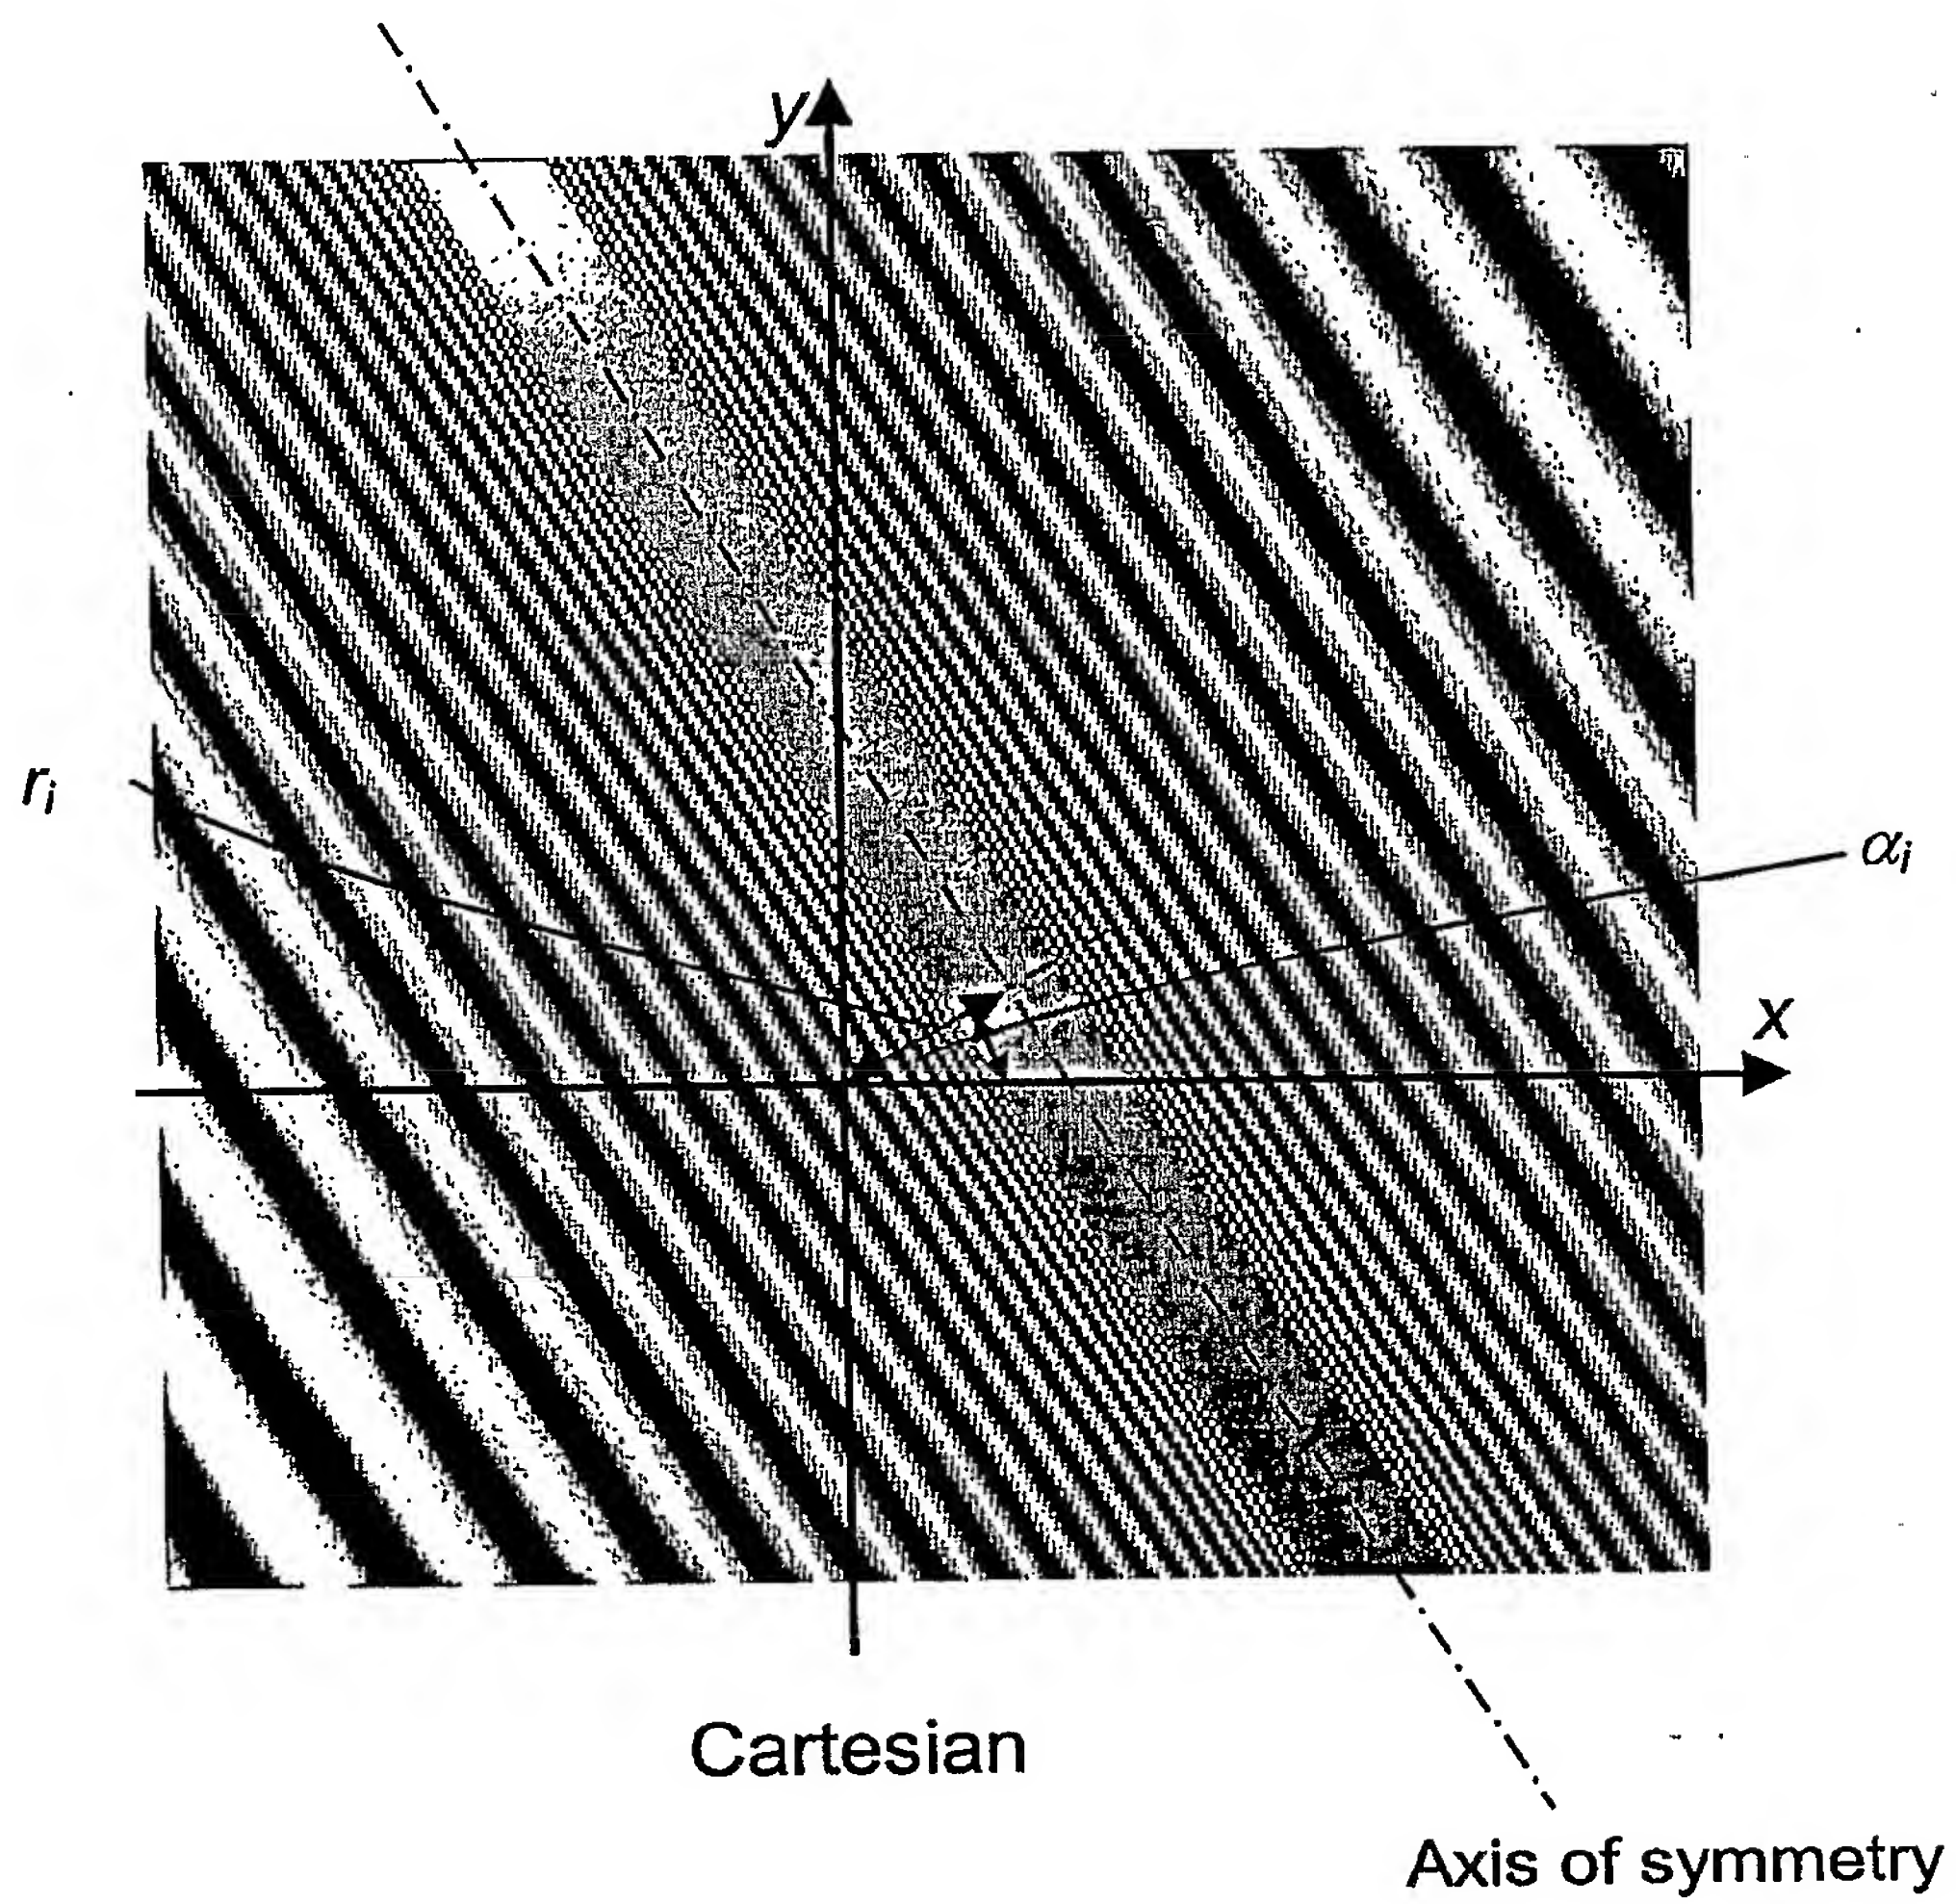 y
r_i
α_i
x
Cartesian
Axis of symmetry